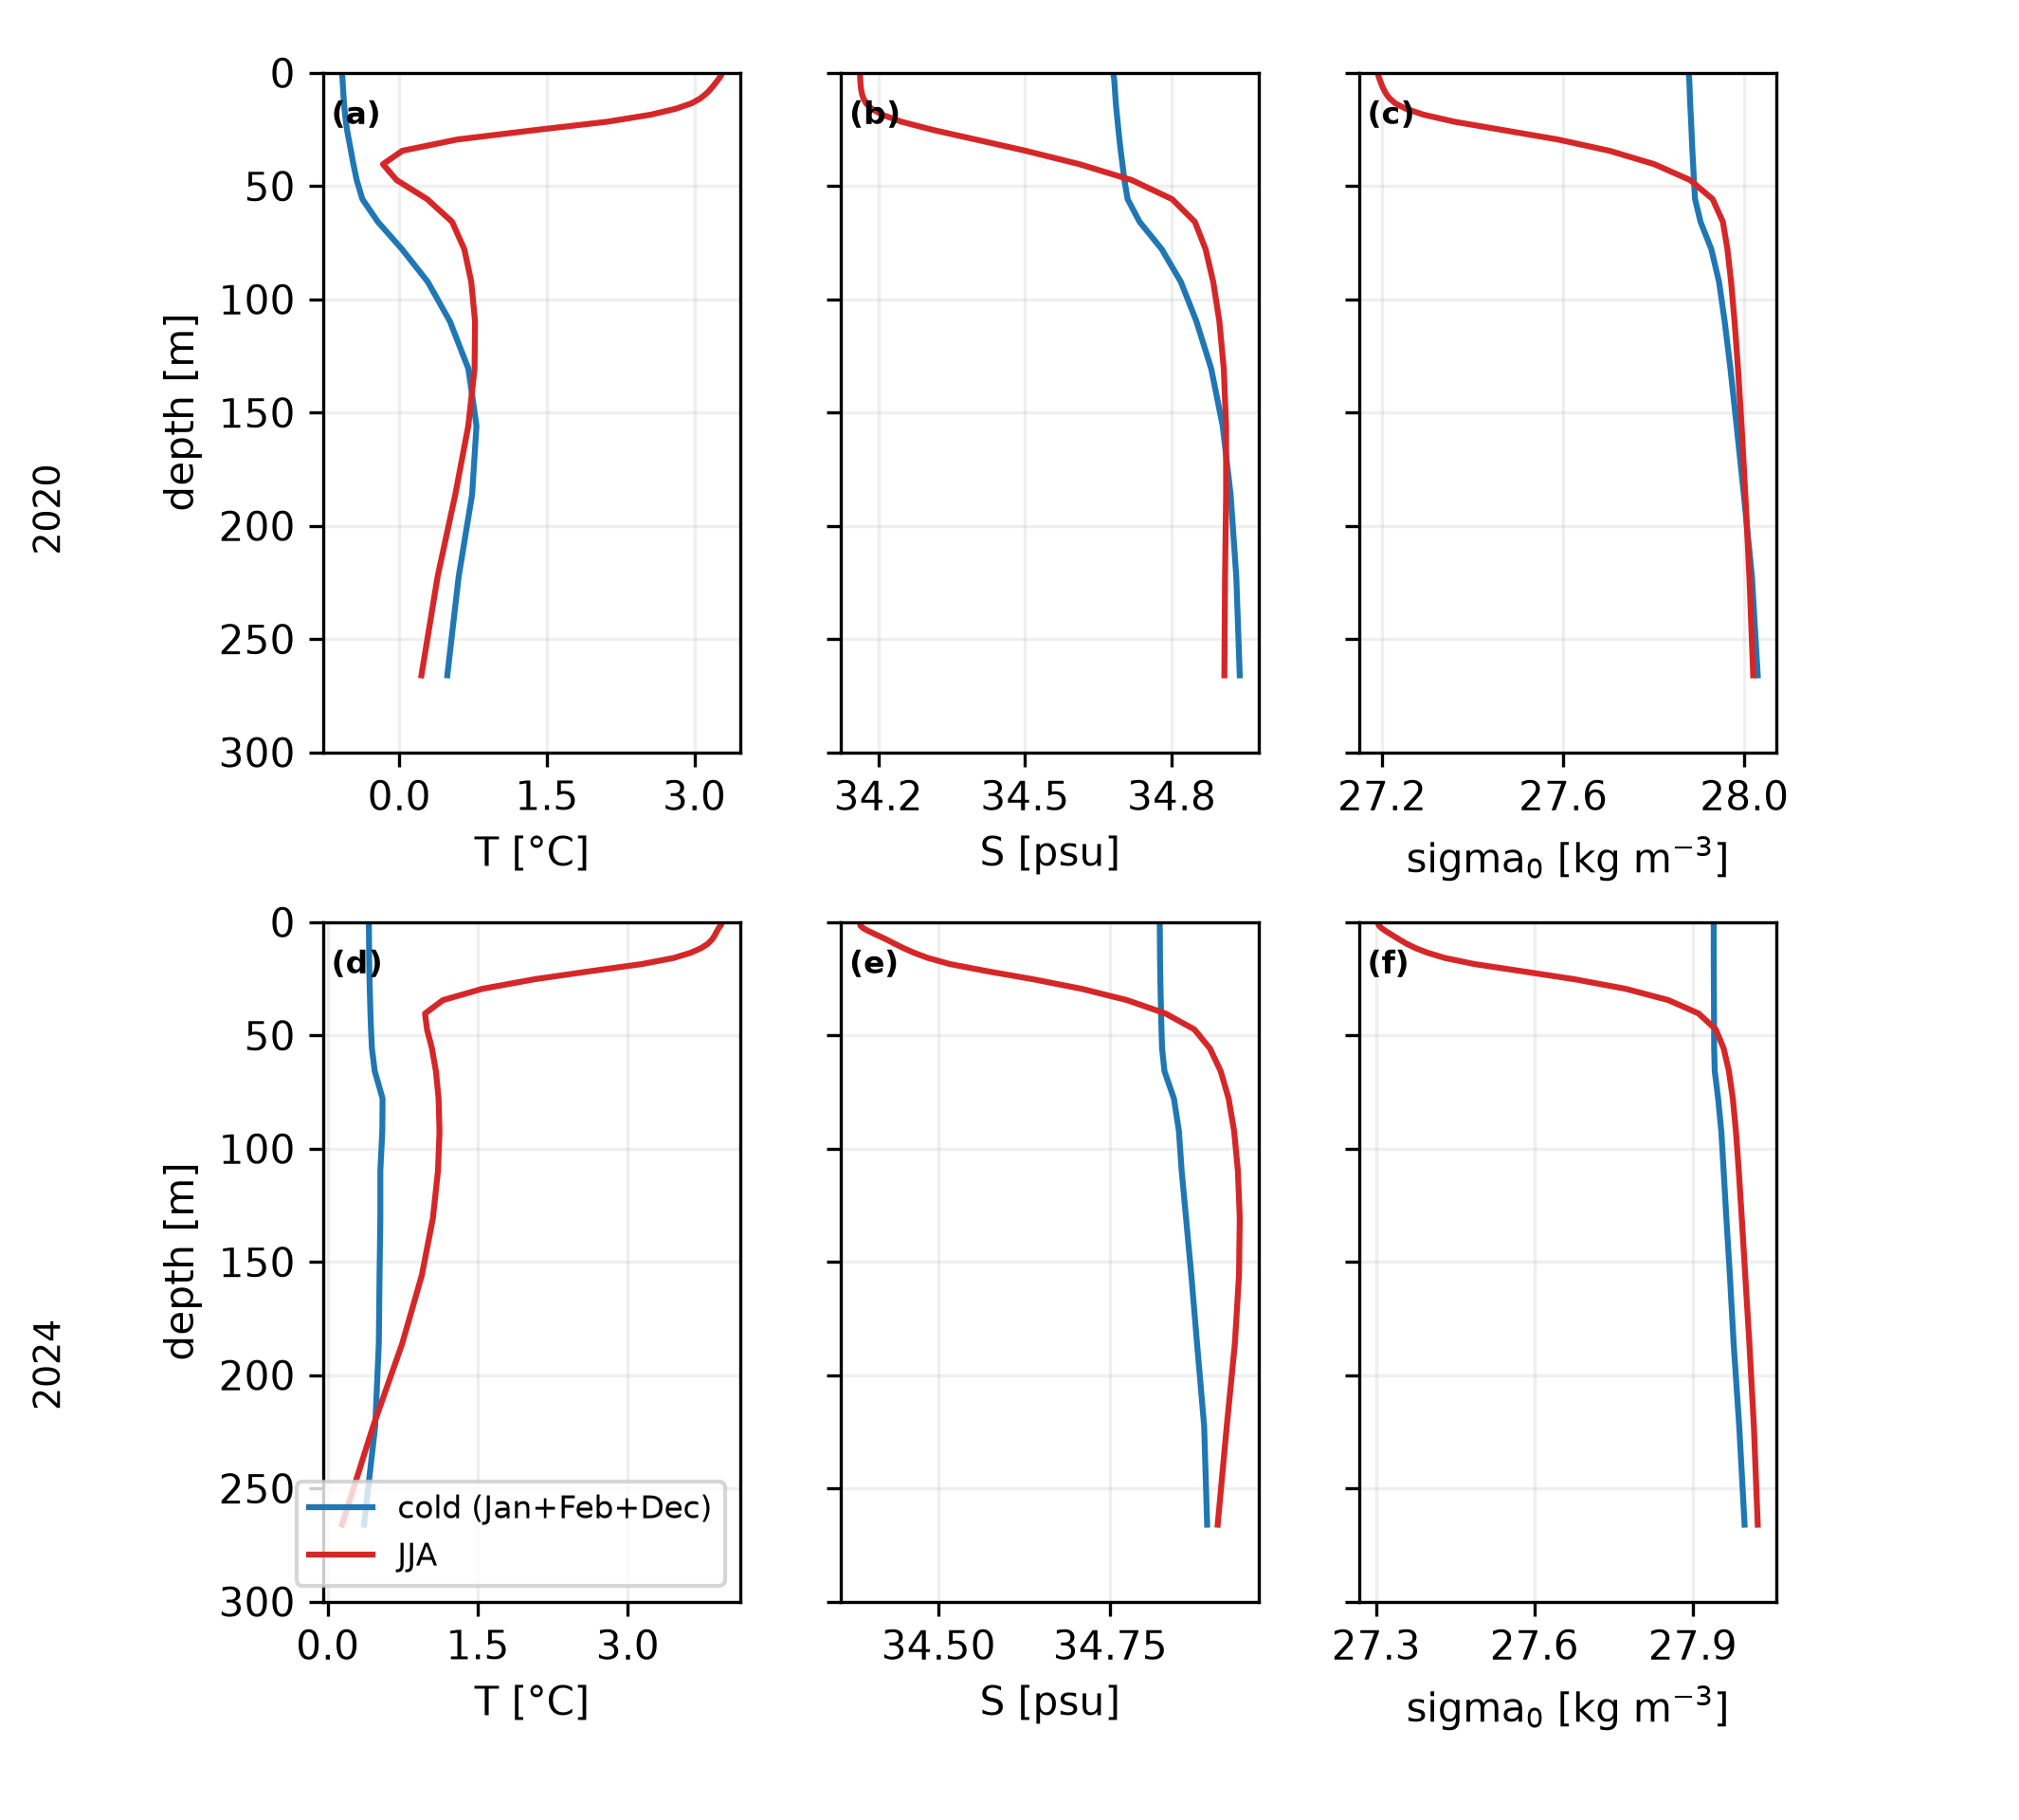 2020
depth [m]
0
50
100
150
200
250
300
(a)
0.0 1.5 3.0
T [°C]
(b)
34.2 34.5 34.8
S [psu]
(c)
27.2 27.6 28.0
sigma₀ [kg m⁻³]
2024
depth [m]
0
50
100
150
200
250
300
(d)
cold (Jan+Feb+Dec)
JJA
0.0 1.5 3.0
T [°C]
(e)
34.50 34.75
S [psu]
(f)
27.3 27.6 27.9
sigma₀ [kg m⁻³]